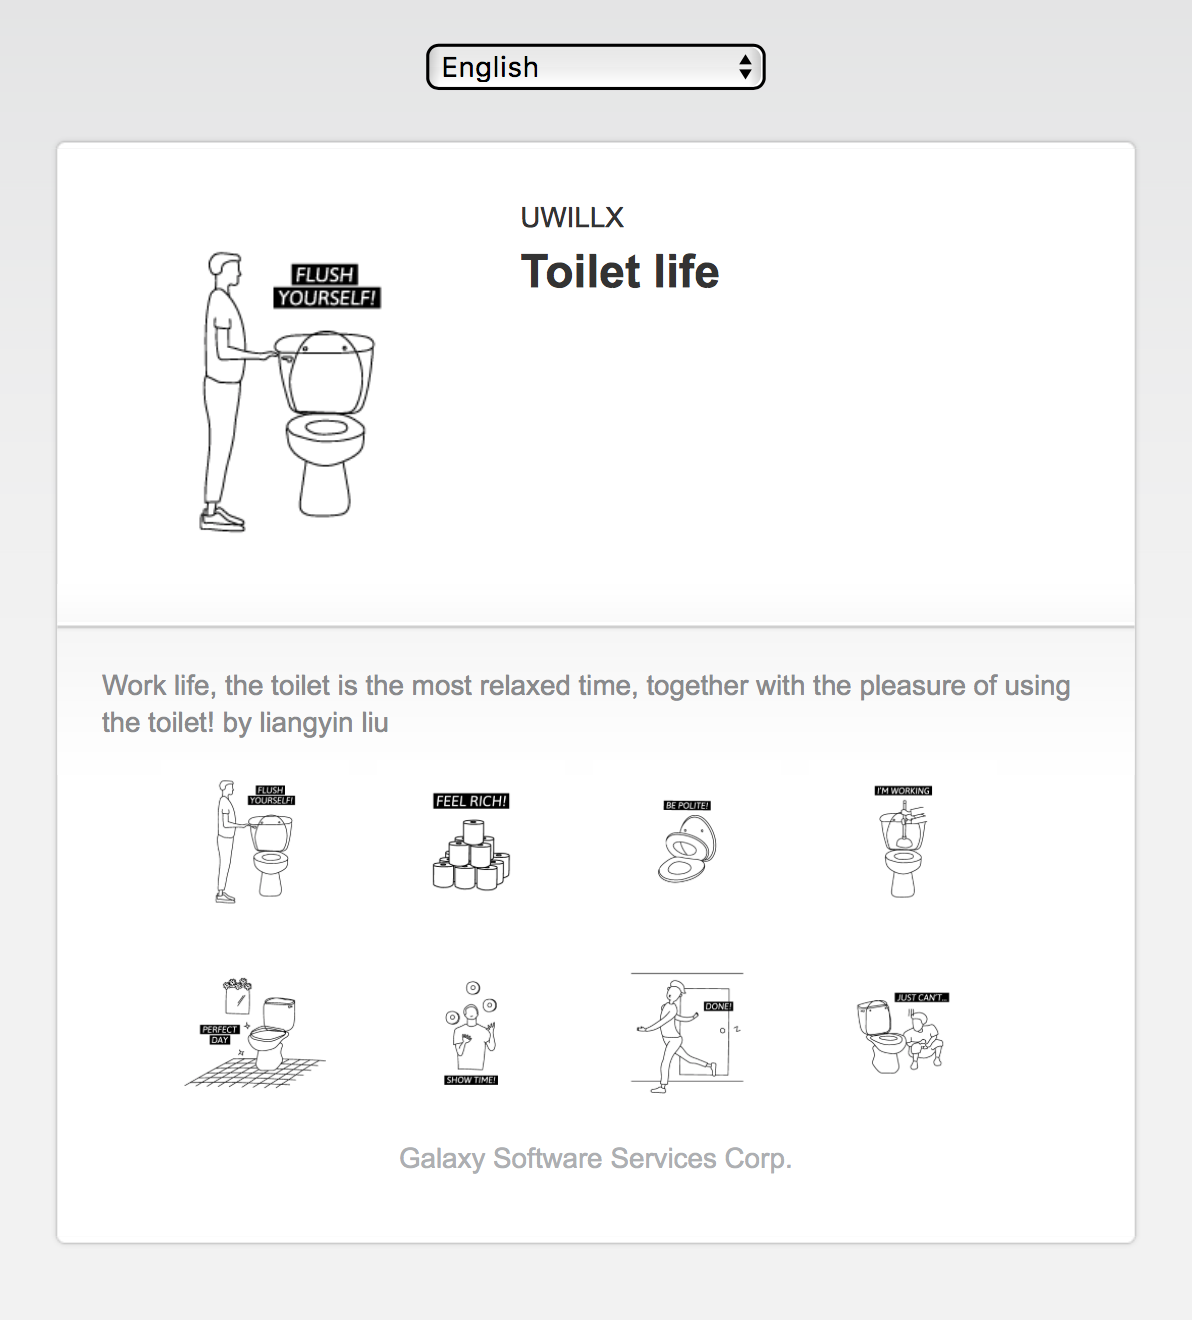 English
UWILLX
Toilet life
FLUSH
YOURSELF!
Work life, the toilet is the most relaxed time, together with the pleasure of using
the toilet! by liangyin liu
FLUSH
YOURSELF!
FEEL RICH!
BE POLITE!
I'M WORKING
PERFECT
DAY
SHOW TIME!
DONE!
JUST CAN'T...
Galaxy Software Services Corp.